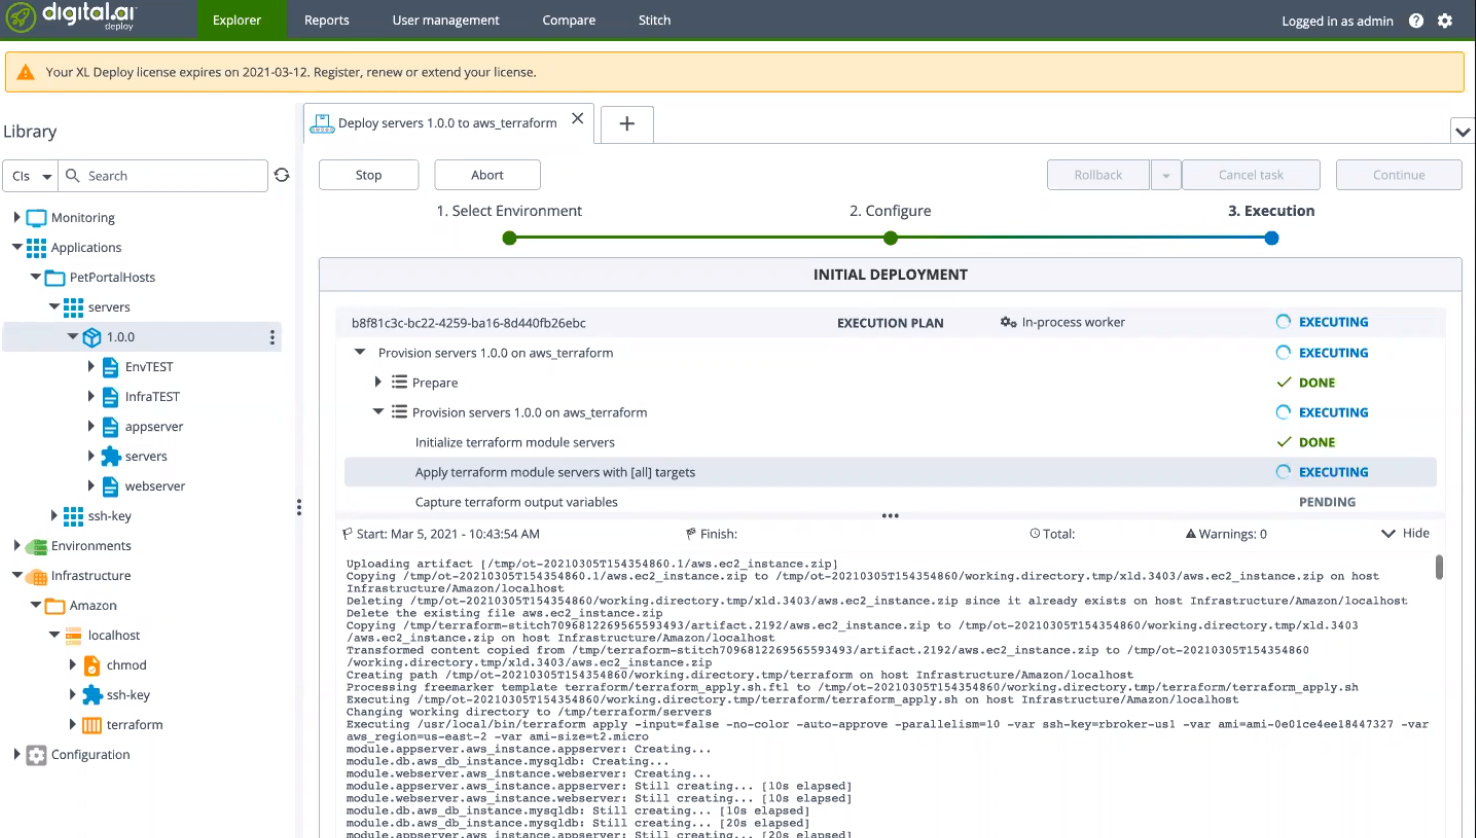 digital.ai
deploy
Explorer Reports User management Compare Stitch Logged in as admin
Your XL Deploy license expires on 2021-03-12. Register, renew or extend your license.
Library
CIs Search
Monitoring
Applications
PetPortalHosts
servers
1.0.0
EnvTEST
InfraTEST
appserver
servers
webserver
ssh-key
Environments
Infrastructure
Amazon
localhost
chmod
ssh-key
terraform
Configuration
Deploy servers 1.0.0 to aws_terraform
Stop Abort Rollback Cancel task Continue
1. Select Environment 2. Configure 3. Execution
INITIAL DEPLOYMENT
b8f81c3c-bc22-4259-ba16-8d440fb26ebc EXECUTION PLAN In-process worker EXECUTING
Provision servers 1.0.0 on aws_terraform EXECUTING
Prepare DONE
Provision servers 1.0.0 on aws_terraform EXECUTING
Initialize terraform module servers DONE
Apply terraform module servers with [all] targets EXECUTING
Capture terraform output variables PENDING
Start: Mar 5, 2021 - 10:43:54 AM Finish: Total: Warnings: 0 Hide
Uploading artifact [/tmp/ot-20210305T154354860.1/aws.ec2_instance.zip]
Copying /tmp/ot-20210305T154354860.1/aws.ec2_instance.zip to /tmp/ot-20210305T154354860/working.directory.tmp/xld.3403/aws.ec2_instance.zip on host
Infrastructure/Amazon/localhost
Deleting /tmp/ot-20210305T154354860/working.directory.tmp/xld.3403/aws.ec2_instance.zip since it already exists on host Infrastructure/Amazon/localhost
Delete the existing file aws.ec2_instance.zip
Copying /tmp/terraform-stitch7096812269565593493/artifact.2192/aws.ec2_instance.zip to /tmp/ot-20210305T154354860/working.directory.tmp/xld.3403
/aws.ec2_instance.zip on host Infrastructure/Amazon/localhost
Transformed content copied from /tmp/terraform-stitch7096812269565593493/artifact.2192/aws.ec2_instance.zip to /tmp/ot-20210305T154354860
/working.directory.tmp/xld.3403/aws.ec2_instance.zip
Creating path /tmp/ot-20210305T154354860/working.directory.tmp/terraform on host Infrastructure/Amazon/localhost
Processing freemarker template terraform/terraform_apply.sh.ftl to /tmp/ot-20210305T154354860/working.directory.tmp/terraform/terraform_apply.sh
Executing /tmp/ot-20210305T154354860/working.directory.tmp/terraform/terraform_apply.sh on host Infrastructure/Amazon/localhost
Changing working directory to /tmp/terraform/servers
Executing /usr/local/bin/terraform apply -input=false -no-color -auto-approve -parallelism=10 -var ssh-key=rbroker-us1 -var ami=ami-0e01ce4ee18447327 -var
aws_region=us-east-2 -var ami-size=t2.micro
module.appserver.aws_instance.appserver: Creating...
module.db.aws_db_instance.mysqldb: Creating...
module.webserver.aws_instance.webserver: Creating...
module.appserver.aws_instance.appserver: Still creating... [10s elapsed]
module.webserver.aws_instance.webserver: Still creating... [10s elapsed]
module.db.aws_db_instance.mysqldb: Still creating... [10s elapsed]
module.db.aws_db_instance.mysqldb: Still creating... [20s elapsed]
module.appserver.aws_instance.appserver: Still creating... [20s elapsed]